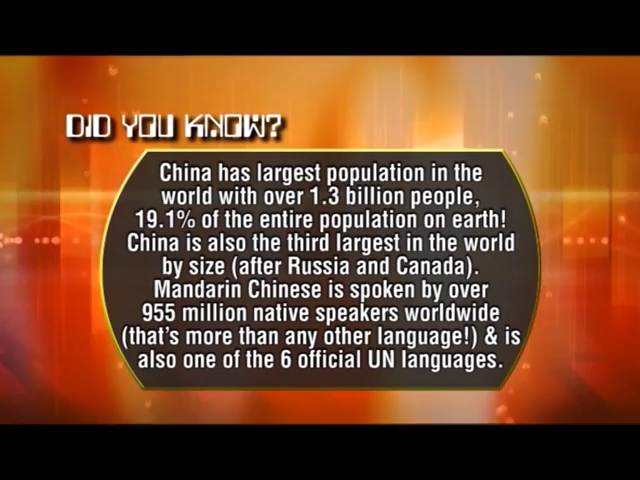 DID YOU KNOW?
China has largest population in the
world with over 1.3 billion people,
19.1% of the entire population on earth!
China is also the third largest in the world
by size (after Russia and Canada).
Mandarin Chinese is spoken by over
955 million native speakers worldwide
(that's more than any other language!) & is
also one of the 6 official UN languages.